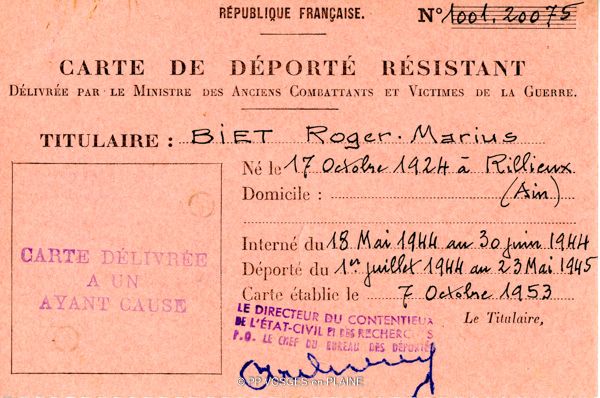 RÉPUBLIQUE FRANÇAISE.
N° 1001.20075
CARTE DE DÉPORTÉ RÉSISTANT
DÉLIVRÉE PAR LE MINISTRE DES ANCIENS COMBATTANTS ET VICTIMES DE LA GUERRE.
TITULAIRE : BIET Roger-Marius
Né le 17 Octobre 1924 à Rillieux
Domicile : (Ain)
Interné du 18 Mai 1944 au 30 juin 1944
Déporté du 1er juillet 1944 au 23 Mai 1945
Carte établie le 7 Octobre 1953
Le Titulaire,
CARTE DÉLIVRÉE
A UN
AYANT CAUSE
LE DIRECTEUR DU CONTENTIEUX
DE L'ÉTAT-CIVIL ET DES RECHERCHES
P.O. LE CHEF DU BUREAU DES DÉPORTÉS
© PP VOSGES en PLAINE